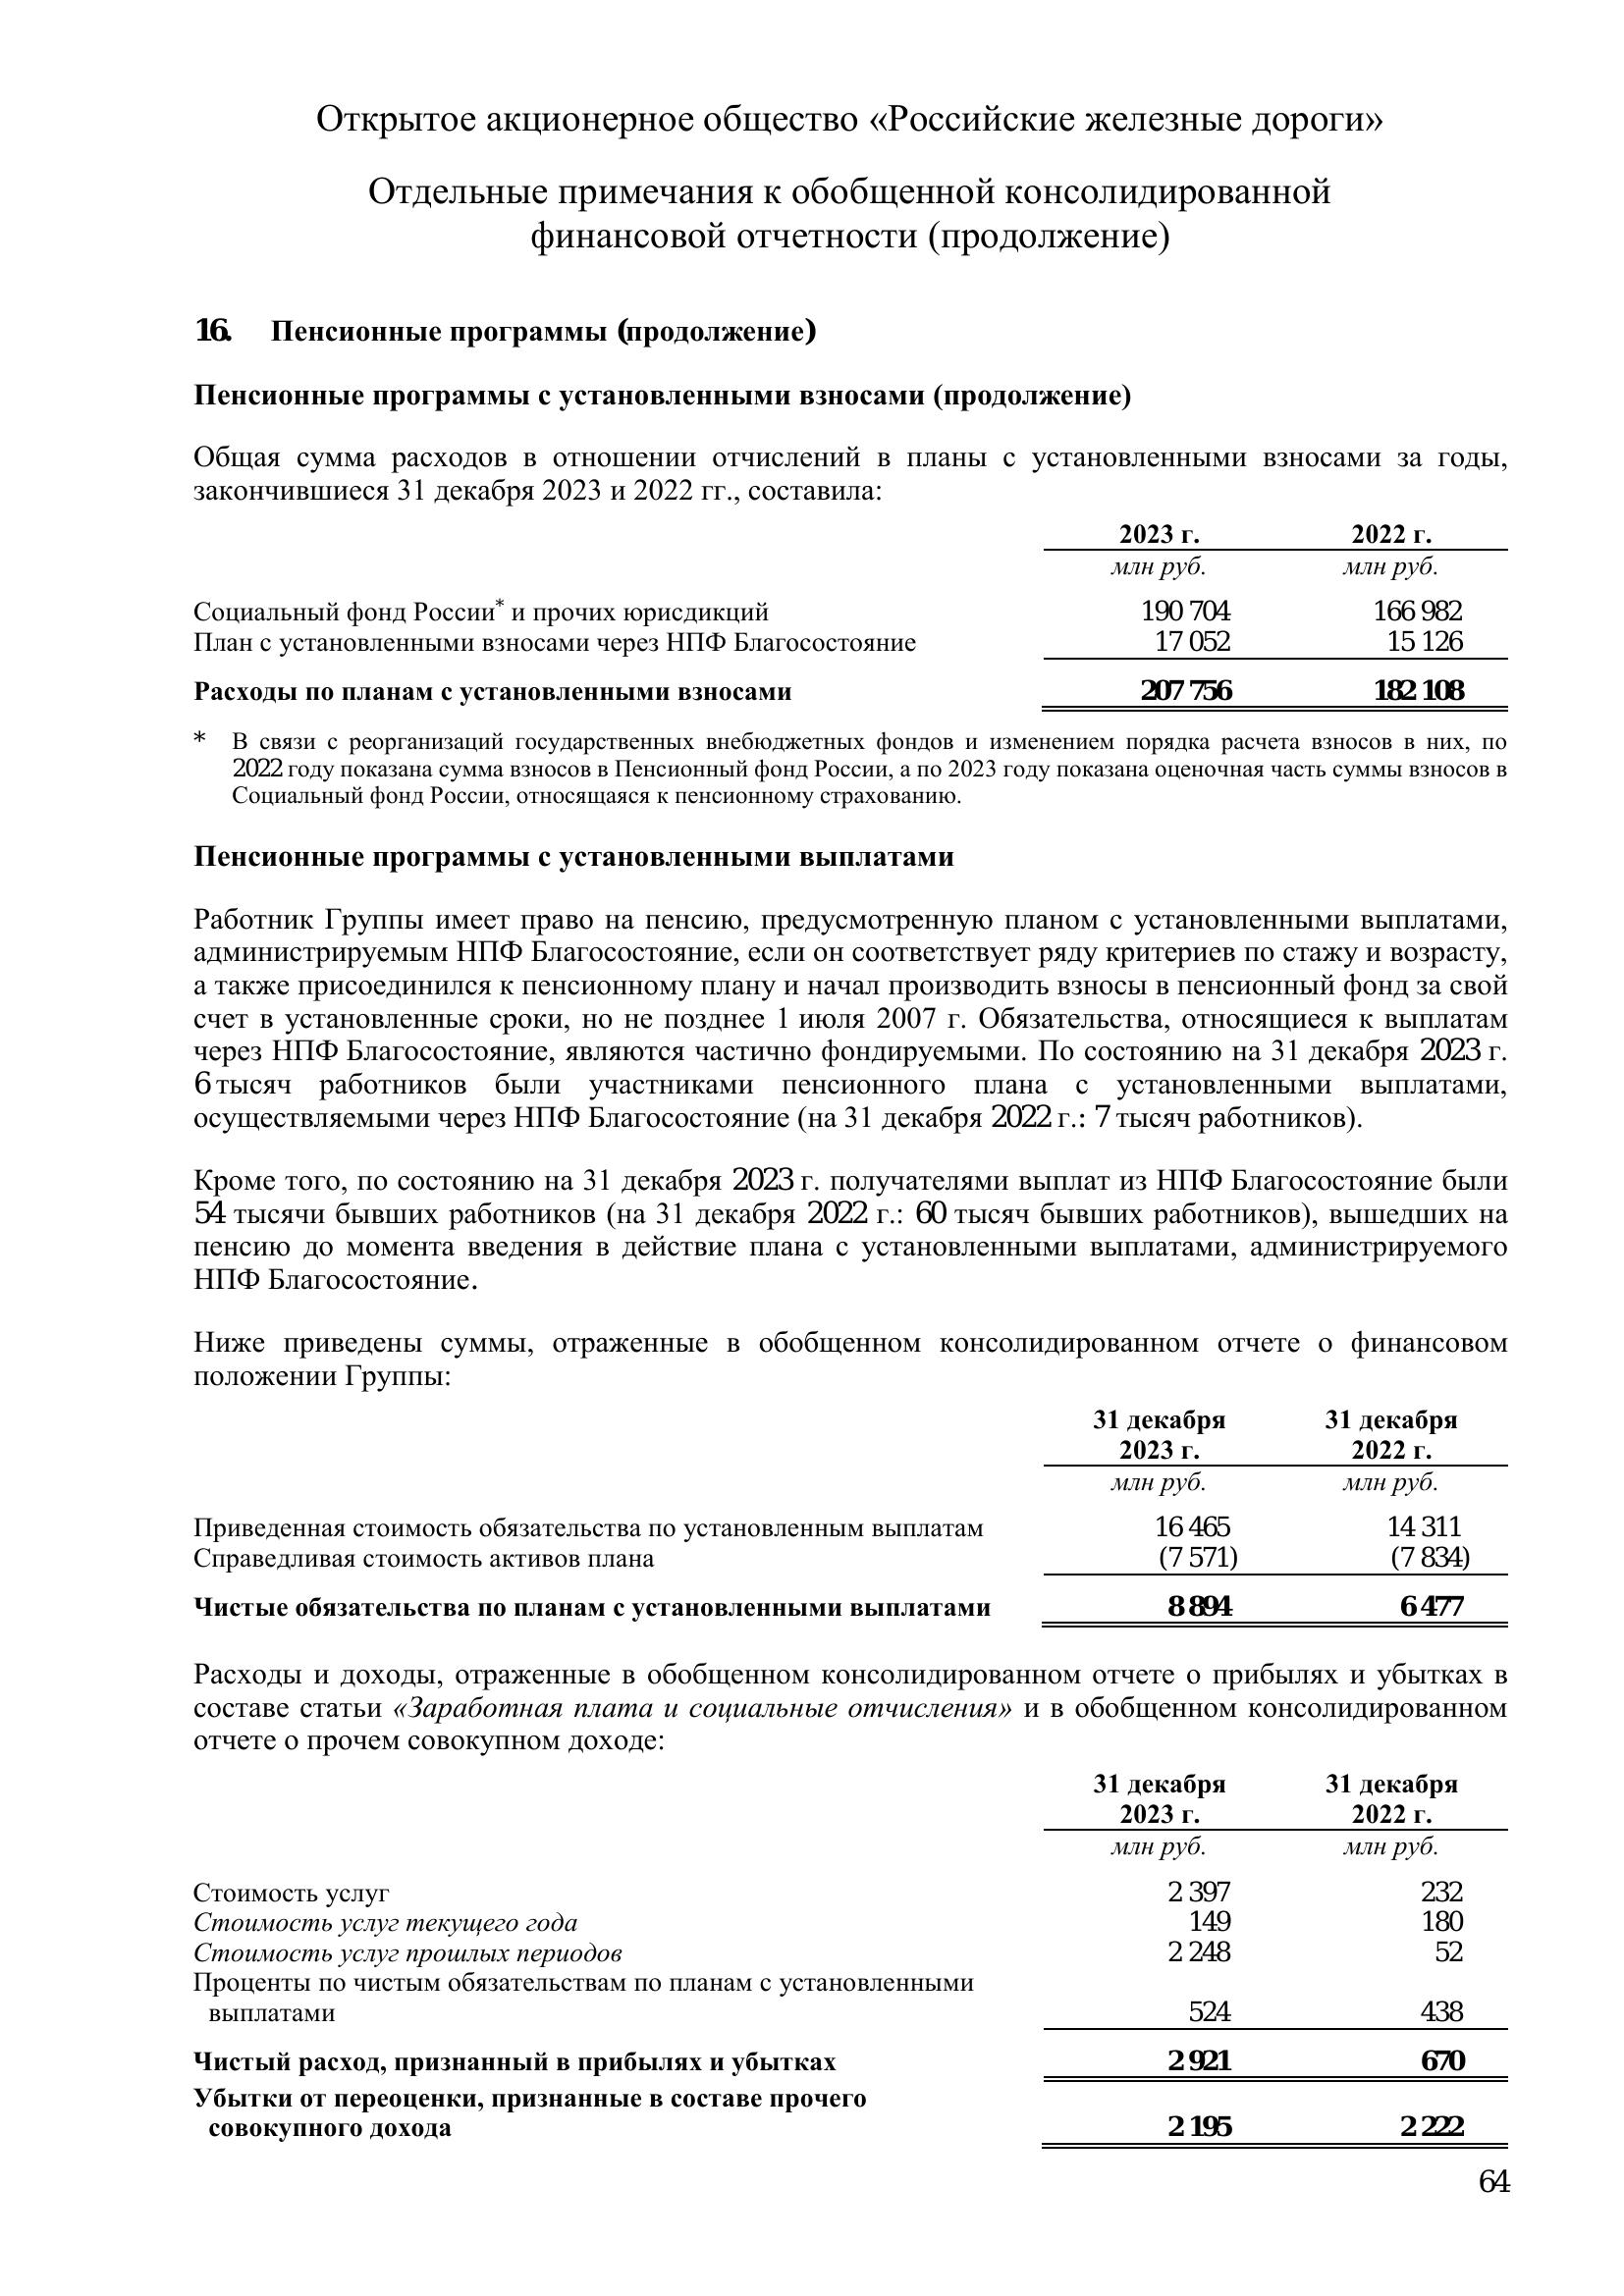 Открытое акционерное общество «Российские железные дороги»
Отдельные примечания к обобщенной консолидированной
финансовой отчетности (продолжение)
16. Пенсионные программы (продолжение)
Пенсионные программы с установленными взносами (продолжение)
Общая сумма расходов в отношении отчислений в планы с установленными взносами за годы,
закончившиеся 31 декабря 2023 и 2022 гг., составила:
2023 г. 2022 г.
млн руб. млн руб.
Социальный фонд России* и прочих юрисдикций 190 704 166 982
План с установленными взносами через НПФ Благосостояние 17 052 15 126
Расходы по планам с установленными взносами 207 756 182 108
* В связи с реорганизаций государственных внебюджетных фондов и изменением порядка расчета взносов в них, по
2022 году показана сумма взносов в Пенсионный фонд России, а по 2023 году показана оценочная часть суммы взносов в
Социальный фонд России, относящаяся к пенсионному страхованию.
Пенсионные программы с установленными выплатами
Работник Группы имеет право на пенсию, предусмотренную планом с установленными выплатами,
администрируемым НПФ Благосостояние, если он соответствует ряду критериев по стажу и возрасту,
а также присоединился к пенсионному плану и начал производить взносы в пенсионный фонд за свой
счет в установленные сроки, но не позднее 1 июля 2007 г. Обязательства, относящиеся к выплатам
через НПФ Благосостояние, являются частично фондируемыми. По состоянию на 31 декабря 2023 г.
6 тысяч работников были участниками пенсионного плана с установленными выплатами,
осуществляемыми через НПФ Благосостояние (на 31 декабря 2022 г.: 7 тысяч работников).
Кроме того, по состоянию на 31 декабря 2023 г. получателями выплат из НПФ Благосостояние были
54 тысячи бывших работников (на 31 декабря 2022 г.: 60 тысяч бывших работников), вышедших на
пенсию до момента введения в действие плана с установленными выплатами, администрируемого
НПФ Благосостояние.
Ниже приведены суммы, отраженные в обобщенном консолидированном отчете о финансовом
положении Группы:
31 декабря 31 декабря
2023 г. 2022 г.
млн руб. млн руб.
Приведенная стоимость обязательства по установленным выплатам 16 465 14 311
Справедливая стоимость активов плана (7 571) (7 834)
Чистые обязательства по планам с установленными выплатами 8 894 6 477
Расходы и доходы, отраженные в обобщенном консолидированном отчете о прибылях и убытках в
составе статьи «Заработная плата и социальные отчисления» и в обобщенном консолидированном
отчете о прочем совокупном доходе:
31 декабря 31 декабря
2023 г. 2022 г.
млн руб. млн руб.
Стоимость услуг 2 397 232
Стоимость услуг текущего года 149 180
Стоимость услуг прошлых периодов 2 248 52
Проценты по чистым обязательствам по планам с установленными
выплатами 524 438
Чистый расход, признанный в прибылях и убытках 2 921 670
Убытки от переоценки, признанные в составе прочего
совокупного дохода 2 195 2 222
64